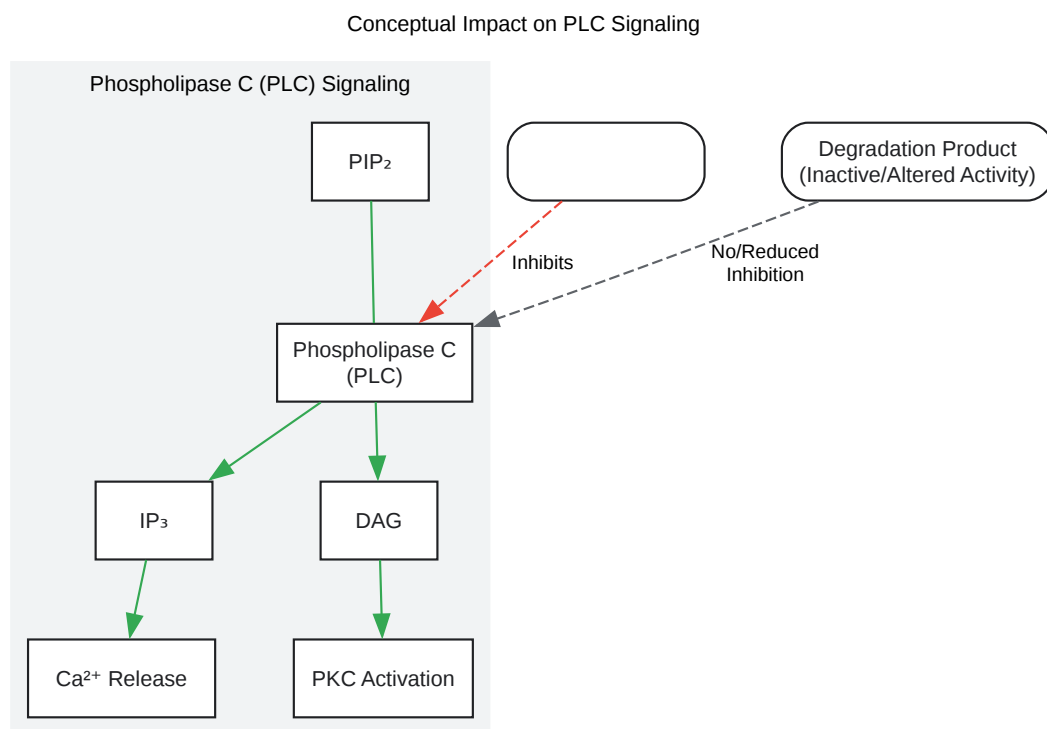 Conceptual Impact on PLC Signaling
Phospholipase C (PLC) Signaling
PIP₂
Degradation Product
(Inactive/Altered Activity)
Inhibits
No/Reduced
Inhibition
Phospholipase C
(PLC)
IP₃
DAG
Ca²⁺ Release
PKC Activation